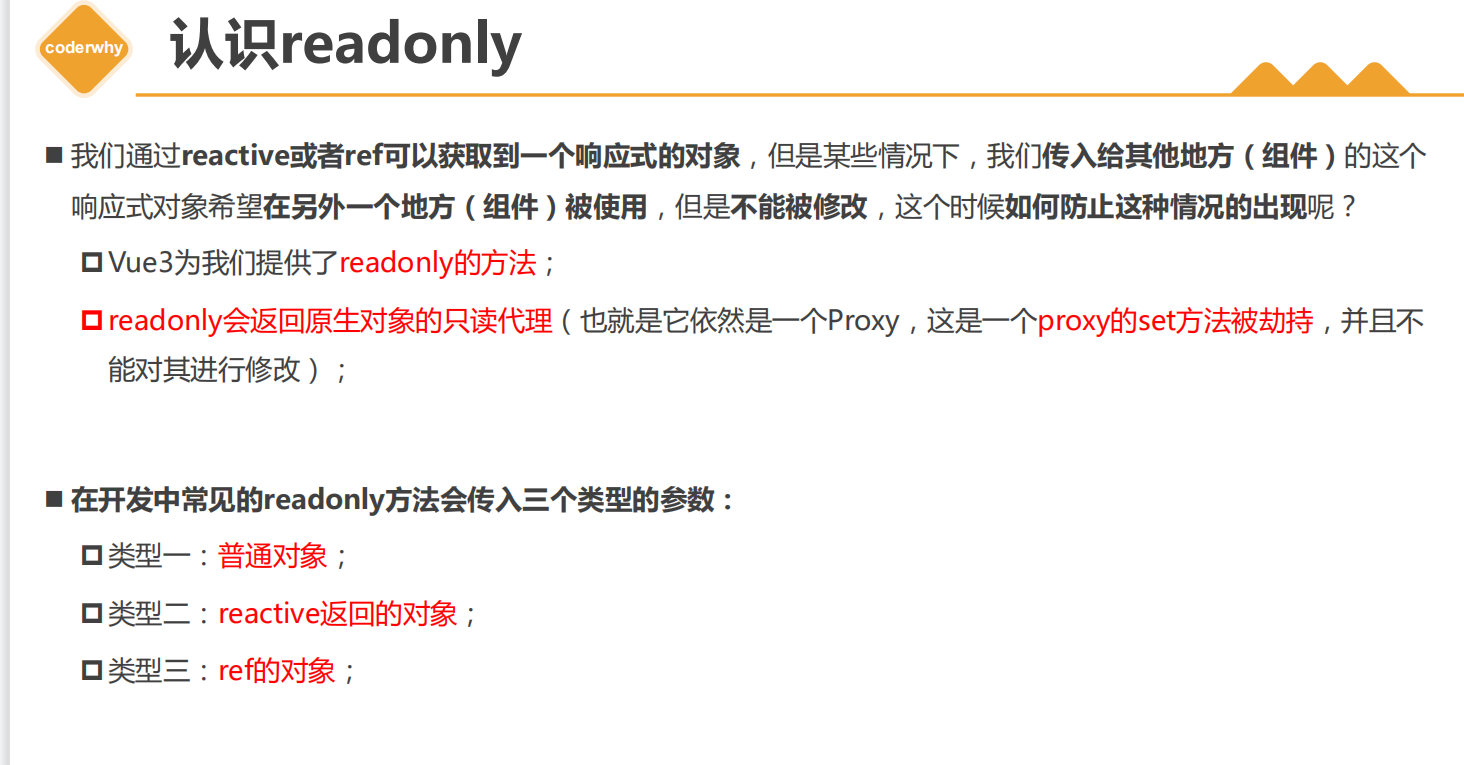 coderwhy
认识readonly
我们通过reactive或者ref可以获取到一个响应式的对象，但是某些情况下，我们传入给其他地方（组件）的这个
响应式对象希望在另外一个地方（组件）被使用，但是不能被修改，这个时候如何防止这种情况的出现呢？
Vue3为我们提供了readonly的方法；
readonly会返回原生对象的只读代理（也就是它依然是一个Proxy，这是一个proxy的set方法被劫持，并且不
能对其进行修改）；
在开发中常见的readonly方法会传入三个类型的参数：
类型一：普通对象；
类型二：reactive返回的对象；
类型三：ref的对象；